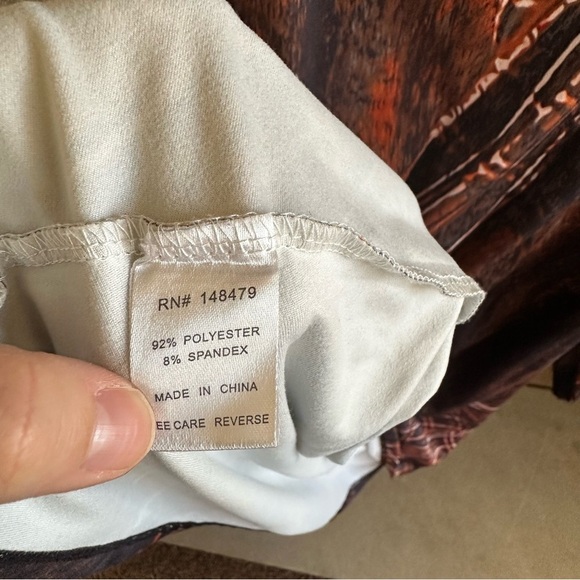 RN# 148479
92% POLYESTER
8% SPANDEX
MADE IN CHINA
EE CARE REVERSE